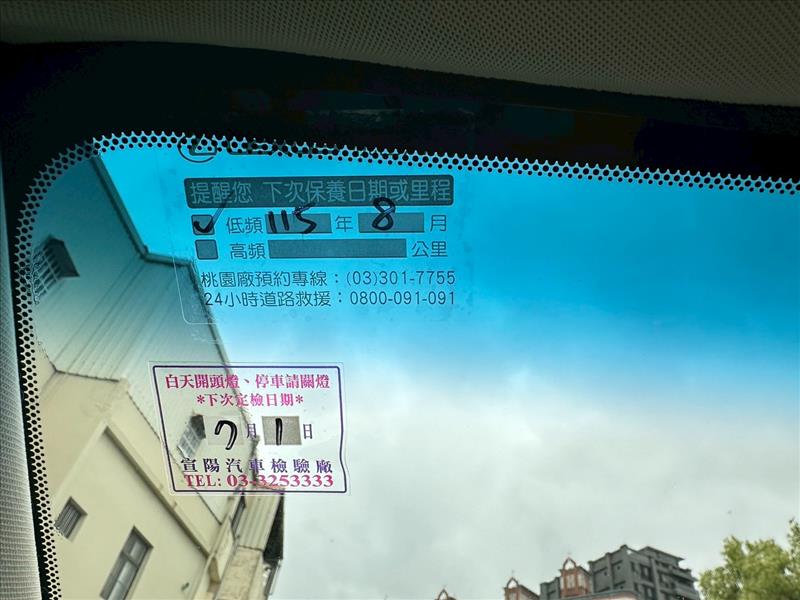 提醒您 下次保養日期或里程
低頻 115 年 8 月
高頻 公里
桃園廠預約專線：(03)301-7755
24小時道路救援：0800-091-091
白天開頭燈、停車請關燈
*下次定檢日期*
7月1日
宣陽汽車檢驗廠
TEL: 03-3253333